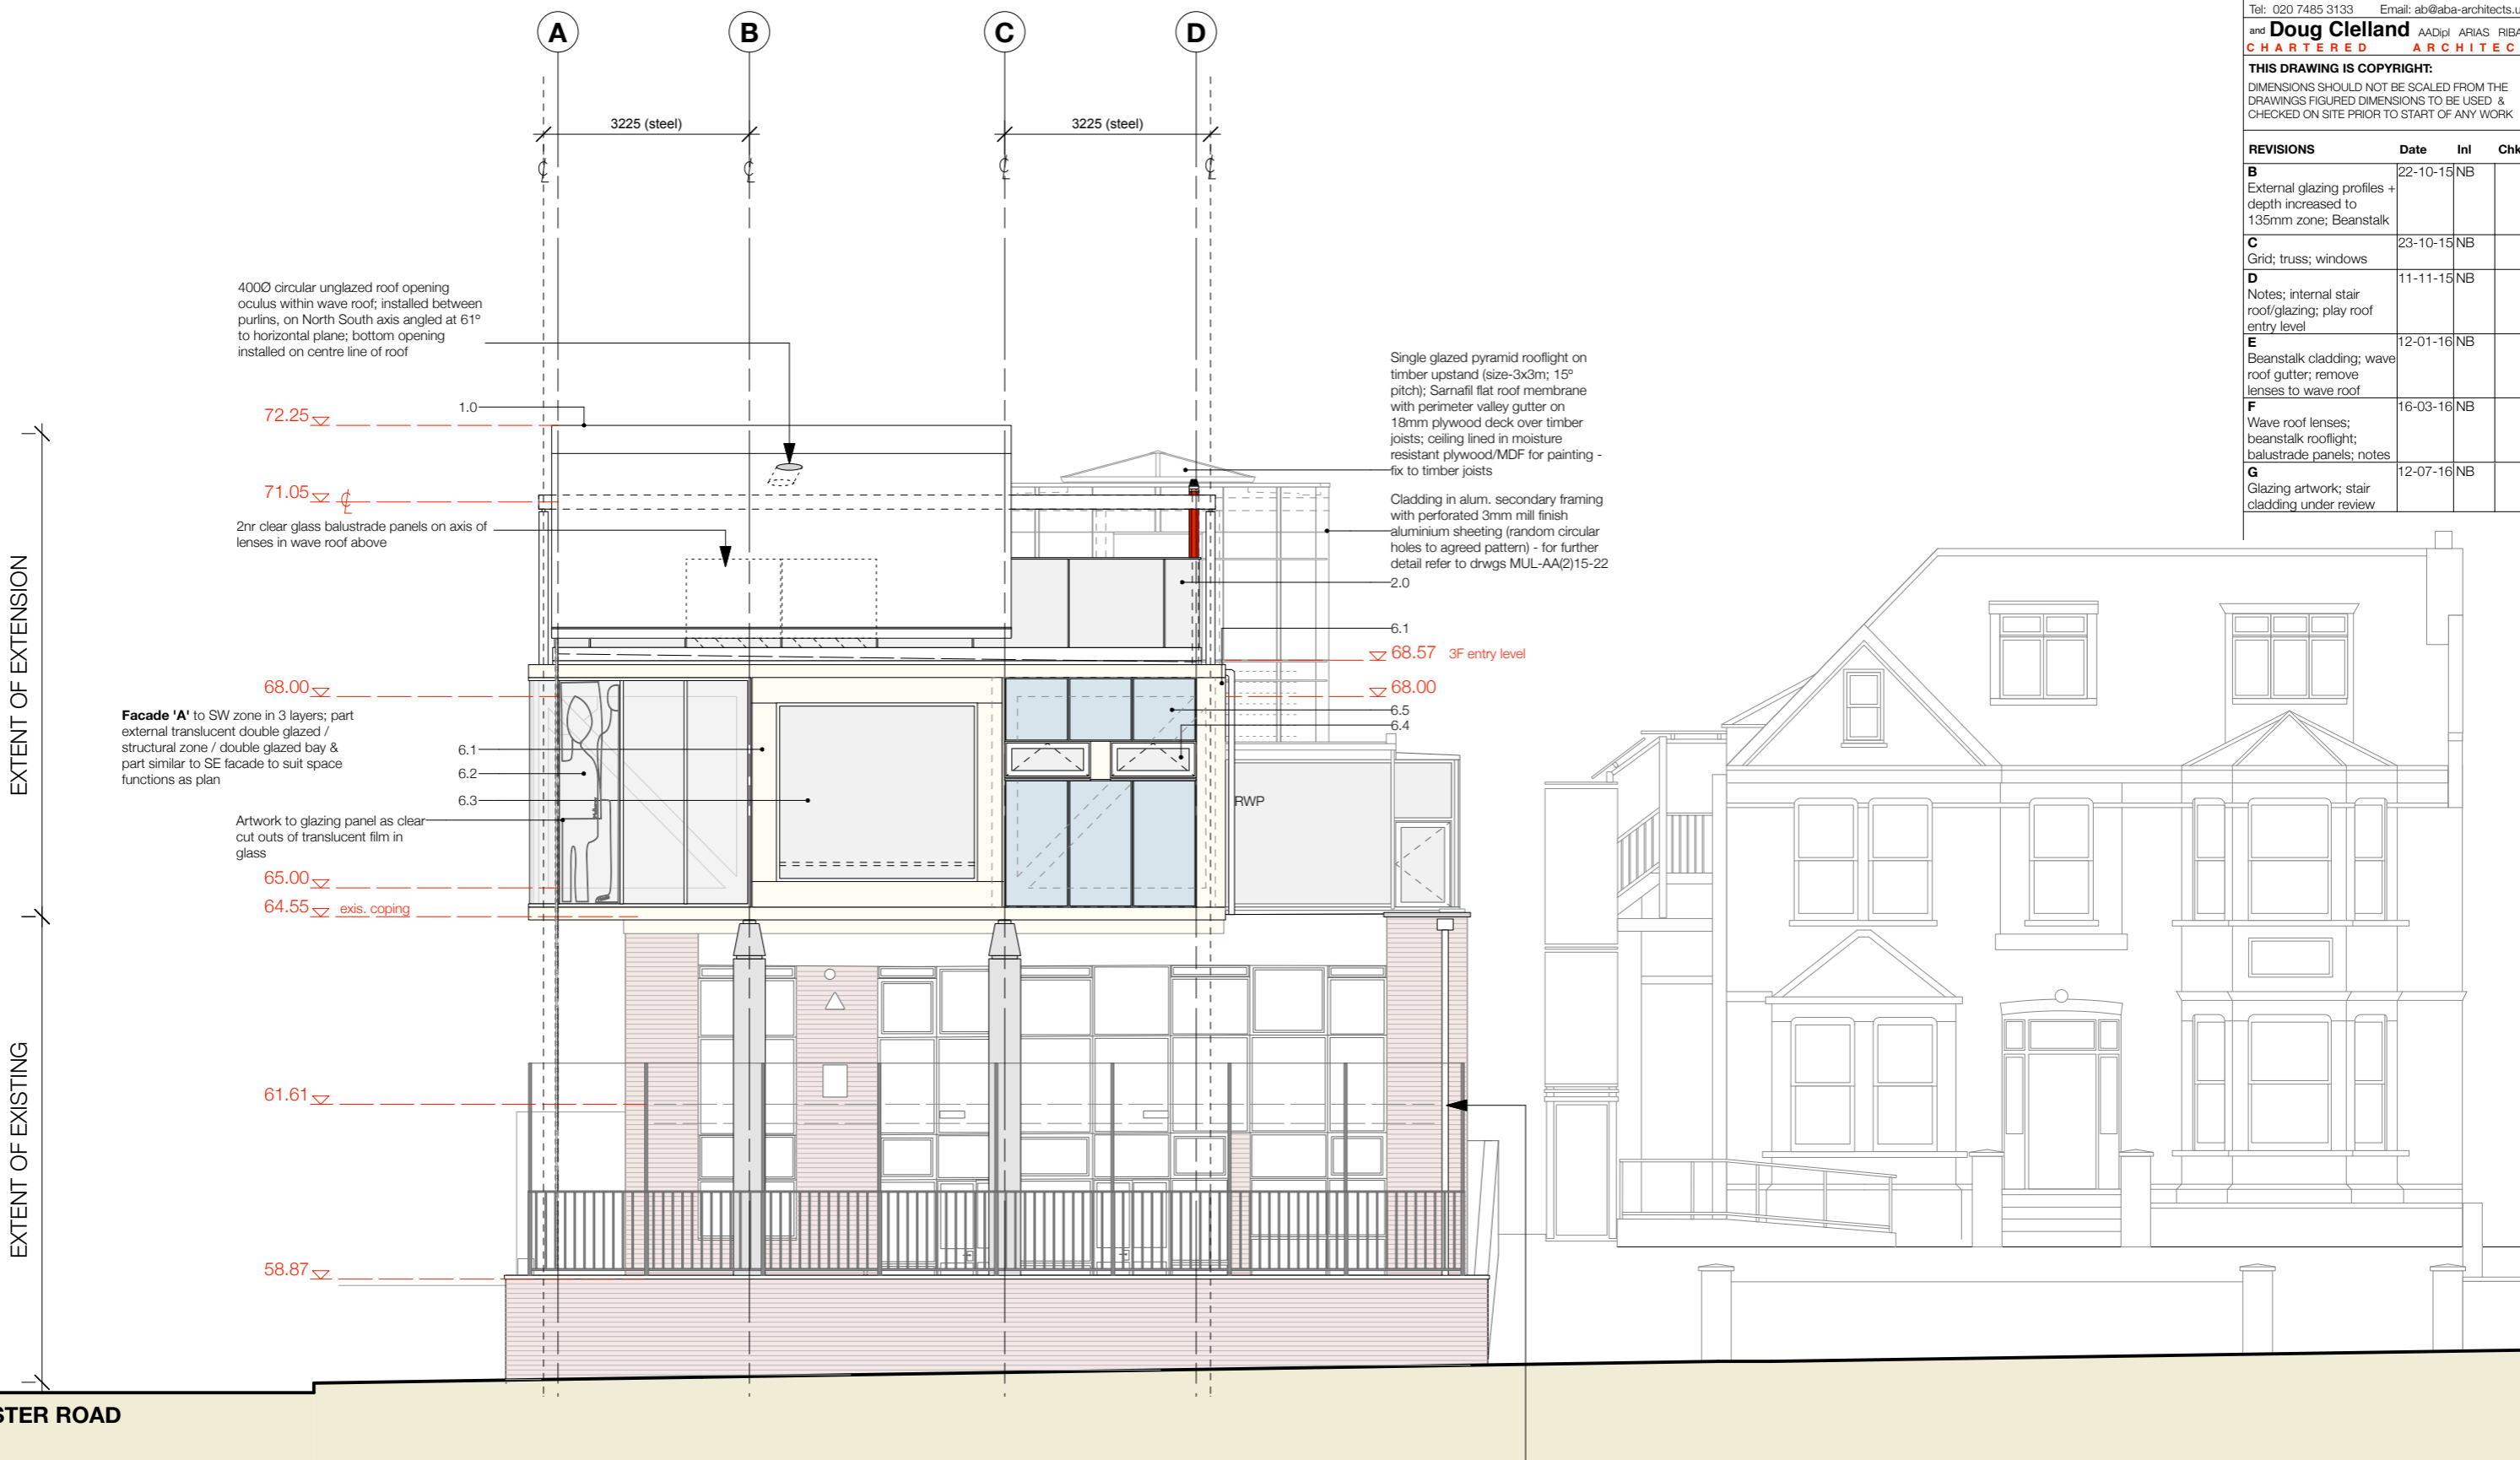 A
B
C
D
3225 (steel)
3225 (steel)
400Ø circular unglazed roof opening
oculus within wave roof; installed between
purlins, on North South axis angled at 61º
to horizontal plane; bottom opening
installed on centre line of roof
72.25
1.0
71.05
2nr clear glass balustrade panels on axis of
lenses in wave roof above
EXTENT OF EXTENSION
68.00
Facade 'A' to SW zone in 3 layers; part
external translucent double glazed /
structural zone / double glazed bay &
part similar to SE facade to suit space
functions as plan
6.1
6.2
6.3
Artwork to glazing panel as clear
cut outs of translucent film in
glass
65.00
64.55 exis. coping
EXTENT OF EXISTING
61.61
58.87
STER ROAD
Single glazed pyramid rooflight on
timber upstand (size-3x3m; 15º
pitch); Sarnafil flat roof membrane
with perimeter valley gutter on
18mm plywood deck over timber
joists; ceiling lined in moisture
resistant plywood/MDF for painting -
fix to timber joists
Cladding in alum. secondary framing
with perforated 3mm mill finish
aluminium sheeting (random circular
holes to agreed pattern) - for further
detail refer to drwgs MUL-AA(2)15-22
2.0
6.1
68.57 3F entry level
68.00
6.5
6.4
RWP
Tel: 020 7485 3133 Email: ab@aba-architects.u
and Doug Clelland AADipl ARIAS RIBA
CHARTERED ARCHITEC
THIS DRAWING IS COPYRIGHT:
DIMENSIONS SHOULD NOT BE SCALED FROM THE
DRAWINGS FIGURED DIMENSIONS TO BE USED &
CHECKED ON SITE PRIOR TO START OF ANY WORK
REVISIONS Date Inl Chk
B 22-10-15 NB
External glazing profiles +
depth increased to
135mm zone; Beanstalk
C 23-10-15 NB
Grid; truss; windows
D 11-11-15 NB
Notes; internal stair
roof/glazing; play roof
entry level
E 12-01-16 NB
Beanstalk cladding; wave
roof gutter; remove
lenses to wave roof
F 16-03-16 NB
Wave roof lenses;
beanstalk rooflight;
balustrade panels; notes
G 12-07-16 NB
Glazing artwork; stair
cladding under review